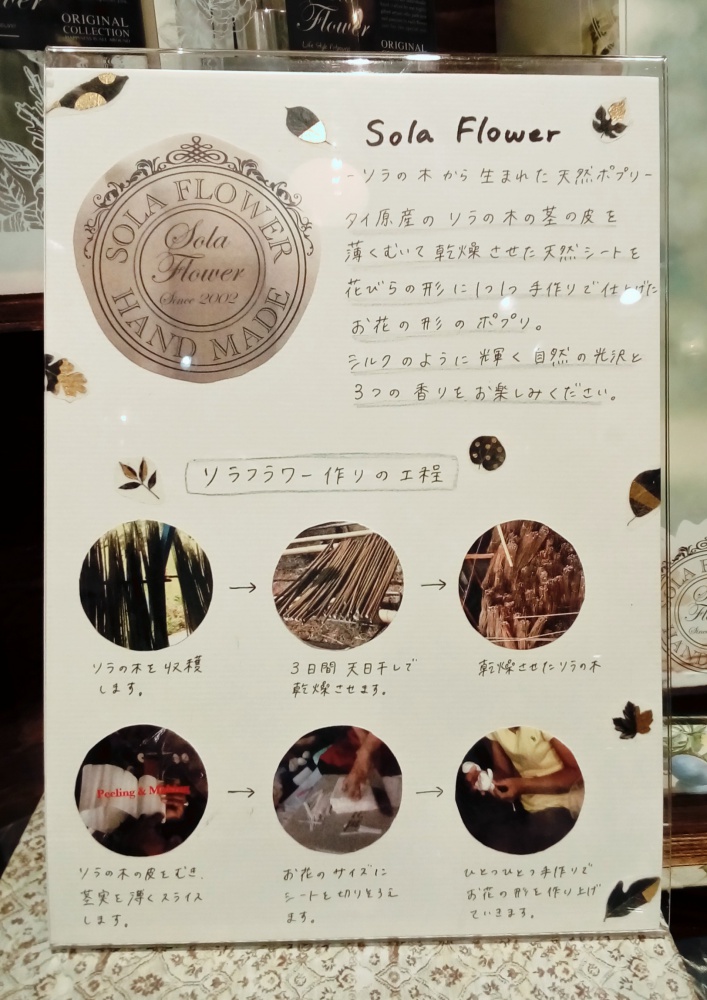 Flower
ORIGINAL
COLLECTION
Flower
ORIGINAL
SOLA FLOWER
Sola
Flower
Since 2002
HAND MADE
Sola Flower
-ソラの木から生まれた天然ポプリ-
タイ原産のソラの木の茎の皮を
薄くむいて乾燥させた天然シートを
花びらの形に1つ1つ手作りで仕上げた
お花の形のポプリ。
シルクのように輝く自然の光沢と
3つの香りをお楽しみください。
ソラフラワー作りの工程
→
→
ソラの木を収穫
します。
3日間天日干しで
乾燥させます。
乾燥させたソラの木
Peeling &
→
→
ソラの木の皮をむき、
茎実を薄くスライス
します。
お花のサイズに
シートを切りそろえ
ます。
ひとつひとつ手作りで
お花の形を作り上げ
ていきます。